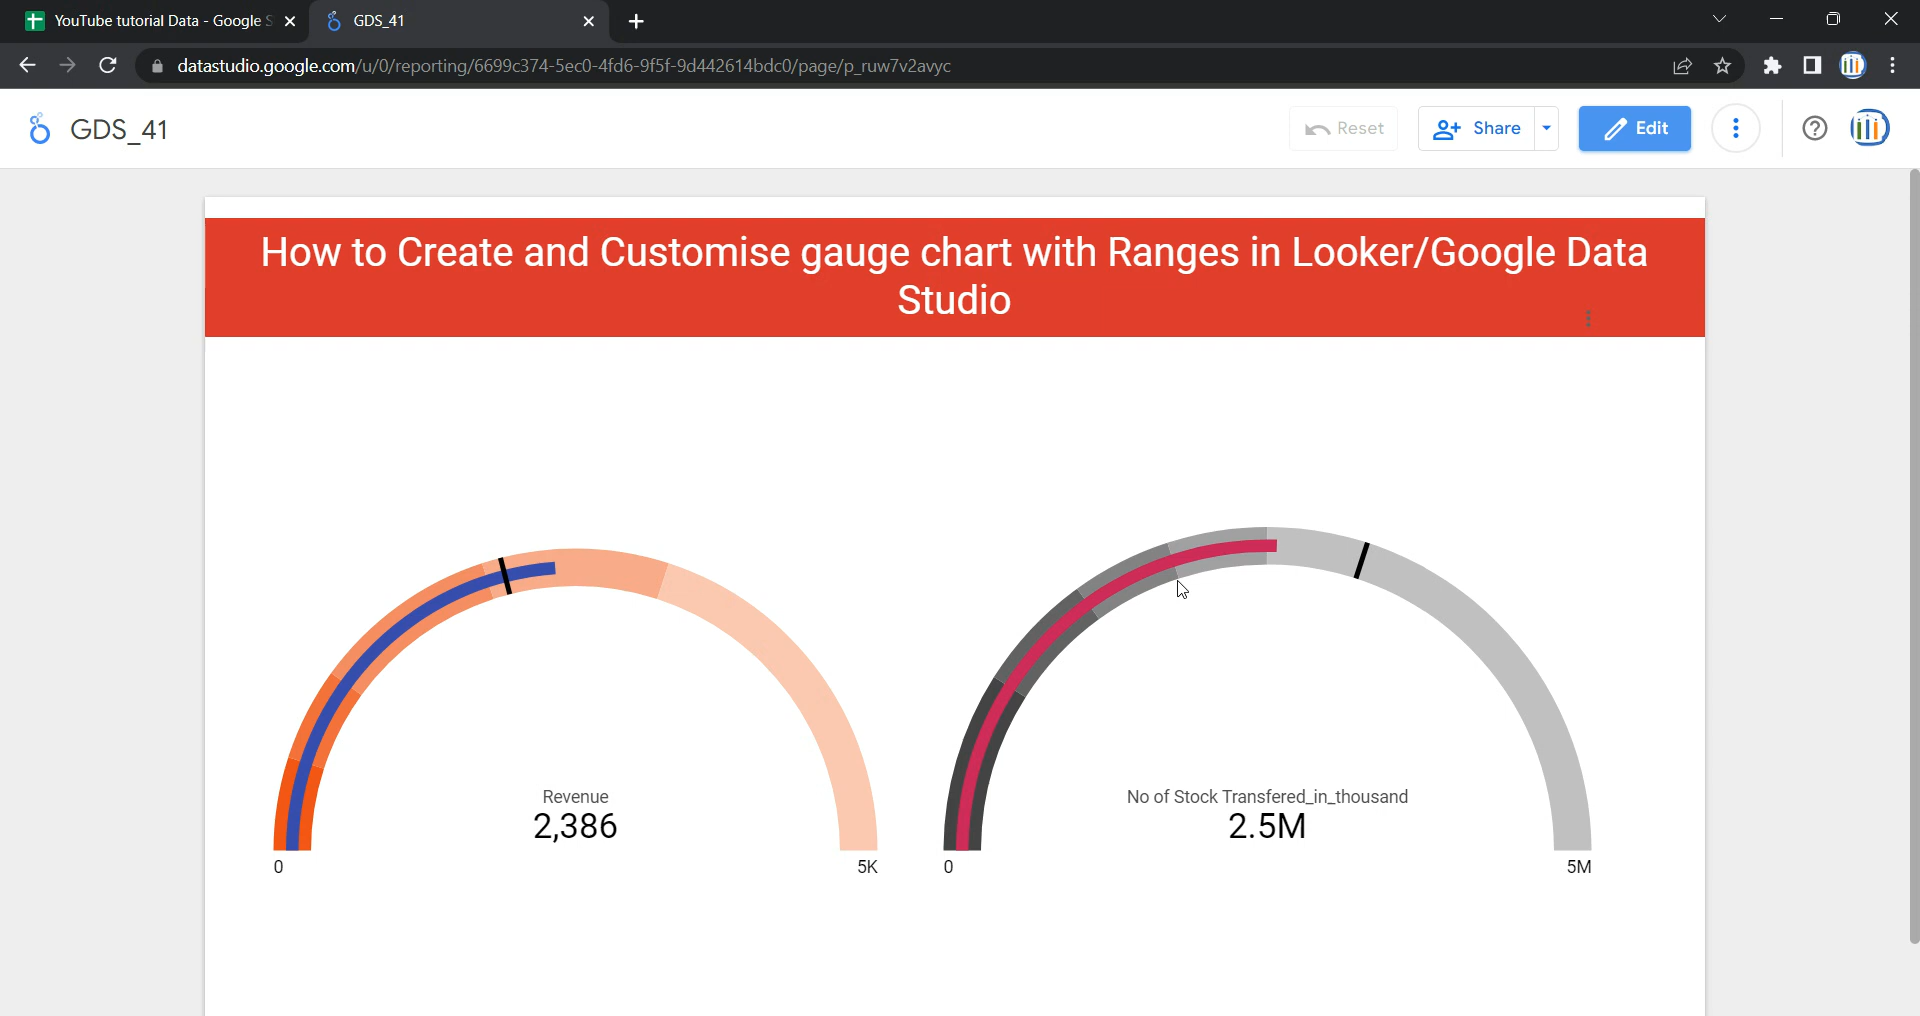 YouTube tutorial Data - Google S
GDS_41
datastudio.google.com/u/0/reporting/6699c374-5ec0-4fd6-9f5f-9d442614bdc0/page/p_ruw7v2avyc
GDS_41
Reset
Share
Edit
How to Create and Customise gauge chart with Ranges in Looker/Google Data
Studio
Revenue
2,386
0
5K
No of Stock Transfered_in_thousand
2.5M
0
5M